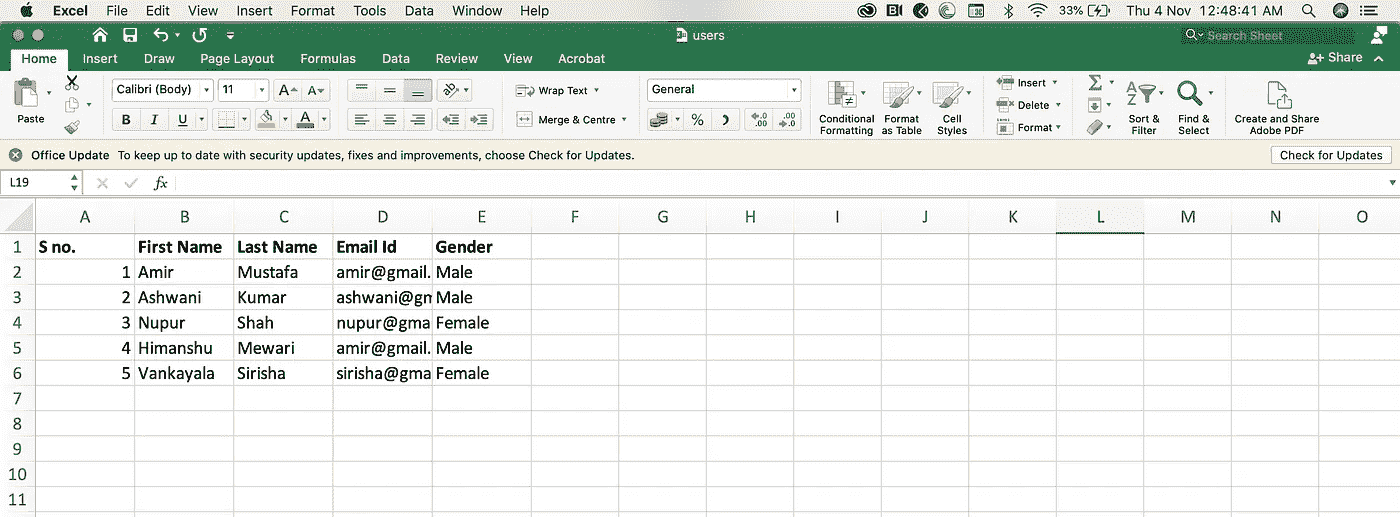 Excel File Edit View Insert Format Tools Data Window Help 33% Thu 4 Nov 12:48:41 AM
users Search Sheet
Home Insert Draw Page Layout Formulas Data Review View Acrobat Share
Calibri (Body) 11 A A Wrap Text General Insert Σ A Z
Paste B I U A Merge & Centre % Conditional Formatting Format as Table Cell Styles Delete Format Sort & Filter Find & Select Create and Share Adobe PDF
Office Update To keep up to date with security updates, fixes and improvements, choose Check for Updates. Check for Updates
L19 fx
A B C D E F G H I J K L M N O
1 S no. First Name Last Name Email Id Gender
2 1 Amir Mustafa amir@gmail. Male
3 2 Ashwani Kumar ashwani@gm Male
4 3 Nupur Shah nupur@gma Female
5 4 Himanshu Mewari amir@gmail. Male
6 5 Vankayala Sirisha sirisha@gma Female
7
8
9
10
11